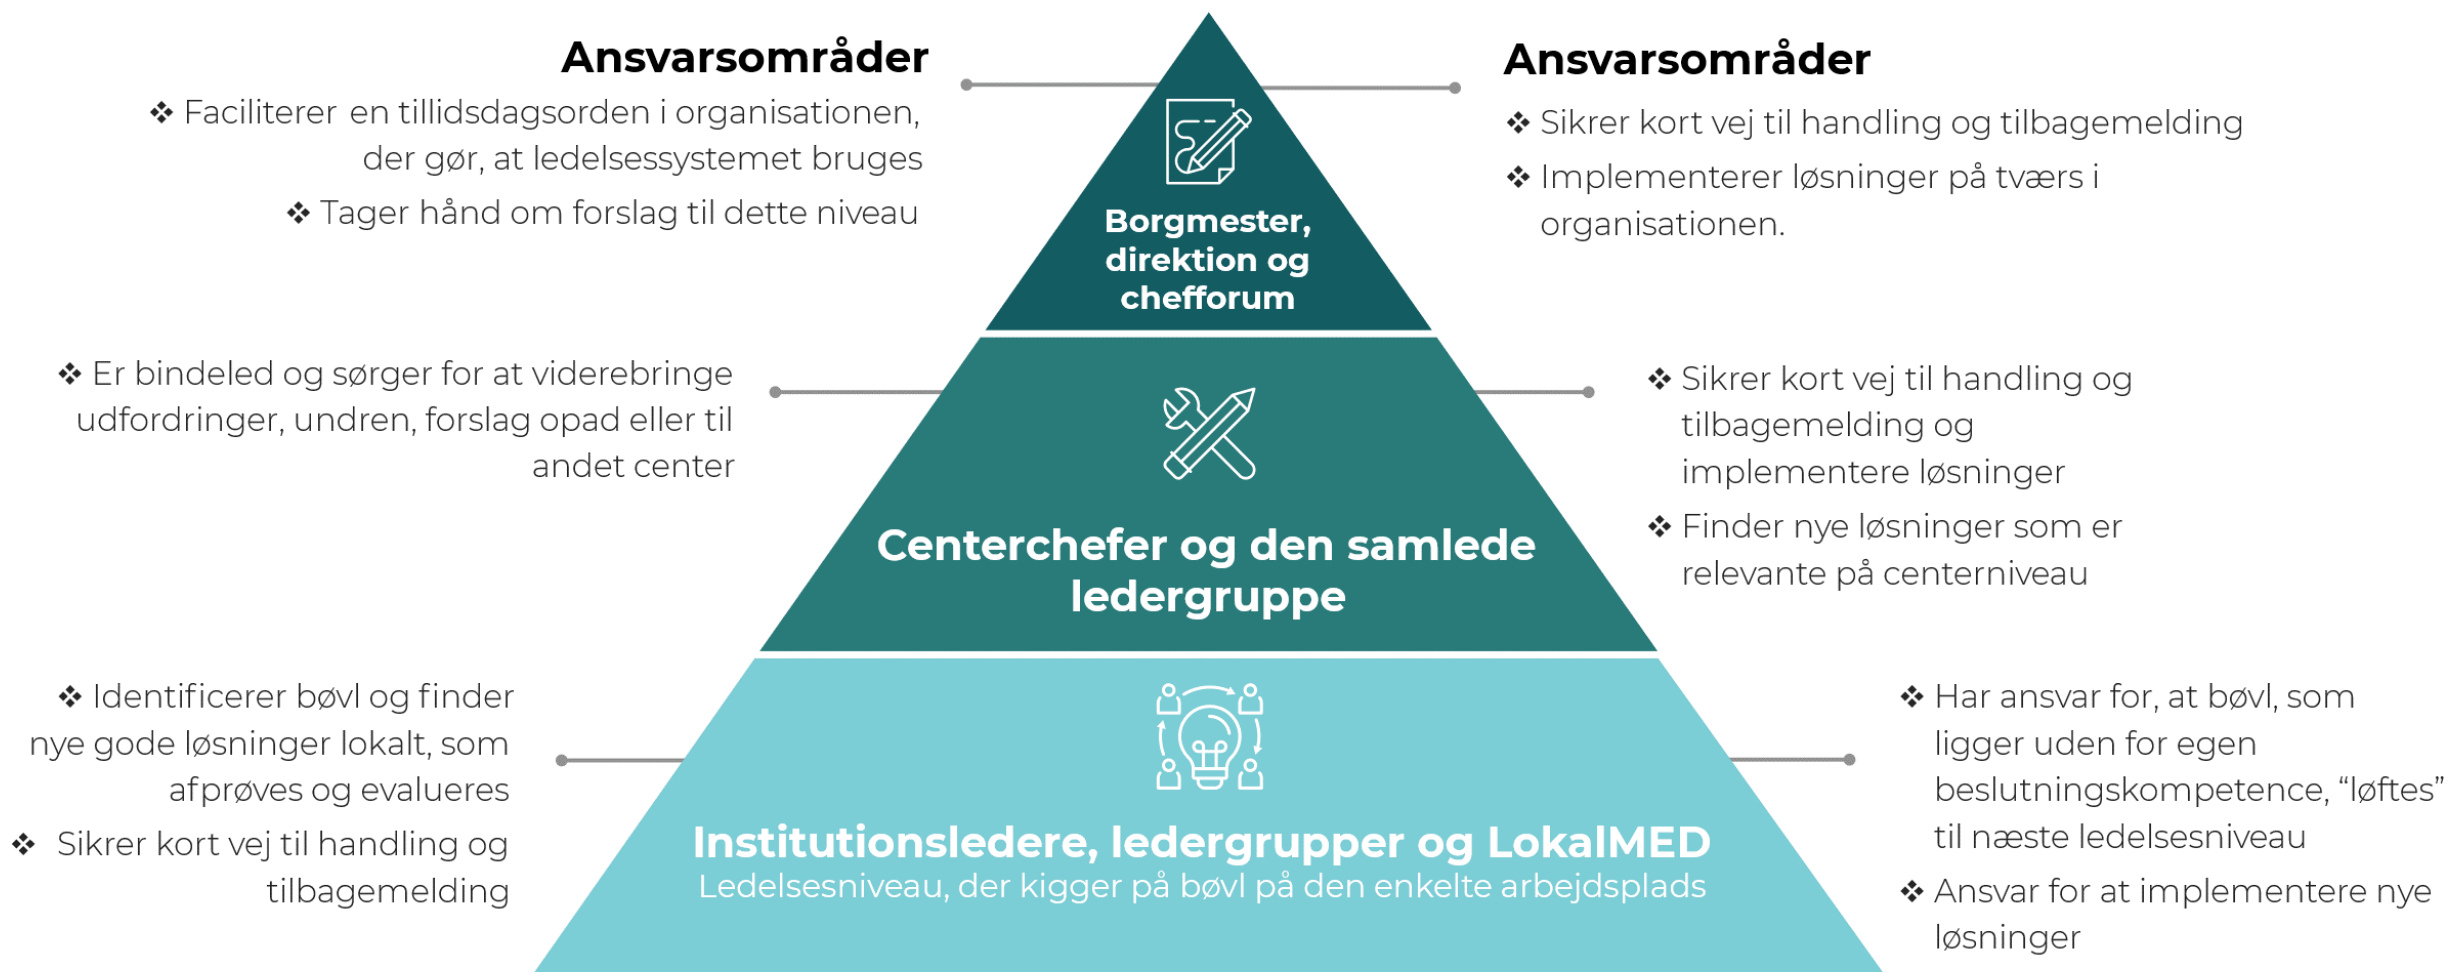 Ansvarsområder
❖ Faciliterer en tillidsdagsorden i organisationen,
der gør, at ledelsessystemet bruges
❖ Tager hånd om forslag til dette niveau
Borgmester,
direktion og
chefforum
Ansvarsområder
❖ Sikrer kort vej til handling og tilbagemelding
❖ Implementerer løsninger på tværs i
organisationen.
❖ Er bindeled og sørger for at viderebringe
udfordringer, undren, forslag opad eller til
andet center
Centerchefer og den samlede
ledergruppe
❖ Sikrer kort vej til handling og
tilbagemelding og
implementere løsninger
❖ Finder nye løsninger som er
relevante på centerniveau
❖ Identificerer bøvl og finder
nye gode løsninger lokalt, som
afprøves og evalueres
❖ Sikrer kort vej til handling og
tilbagemelding
Institutionsledere, ledergrupper og LokalMED
Ledelsesniveau, der kigger på bøvl på den enkelte arbejdsplads
❖ Har ansvar for, at bøvl, som
ligger uden for egen
beslutningskompetence, “løftes”
til næste ledelsesniveau
❖ Ansvar for at implementere nye
løsninger